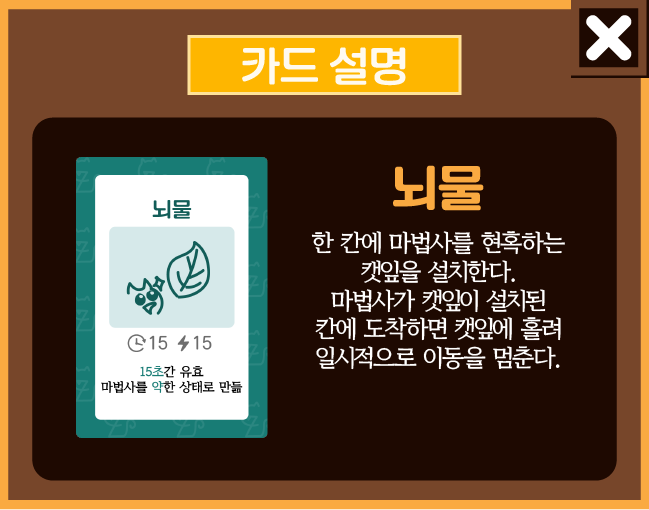 카드 설명
뇌물
15 15
15초간 유효
마법사를 약한 상태로 만듦
뇌물
한 칸에 마법사를 현혹하는
캣잎을 설치한다.
마법사가 캣잎이 설치된
칸에 도착하면 캣잎에 홀려
일시적으로 이동을 멈춘다.